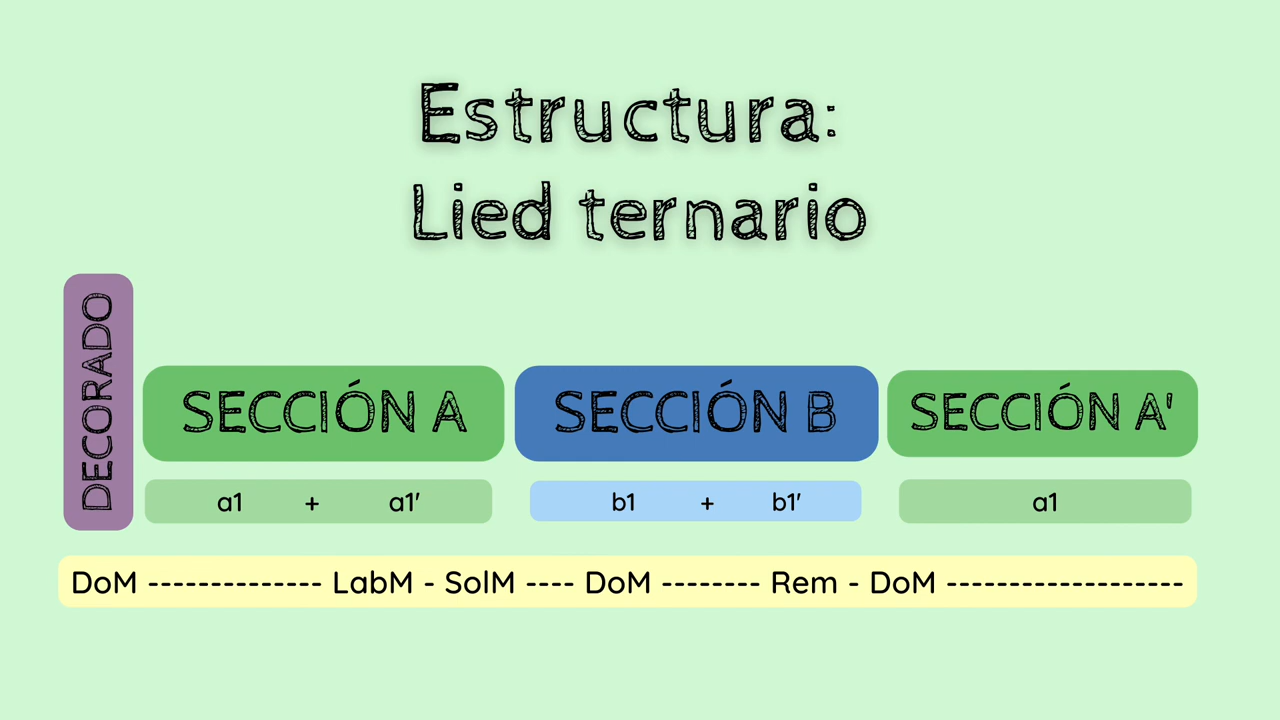 Estructura:
Lied ternario
DECORADO
SECCIÓN A
SECCIÓN B
SECCIÓN A'
a1 + a1'
b1 + b1'
a1
DoM -------------- LabM - SolM ---- DoM -------- Rem - DoM -------------------